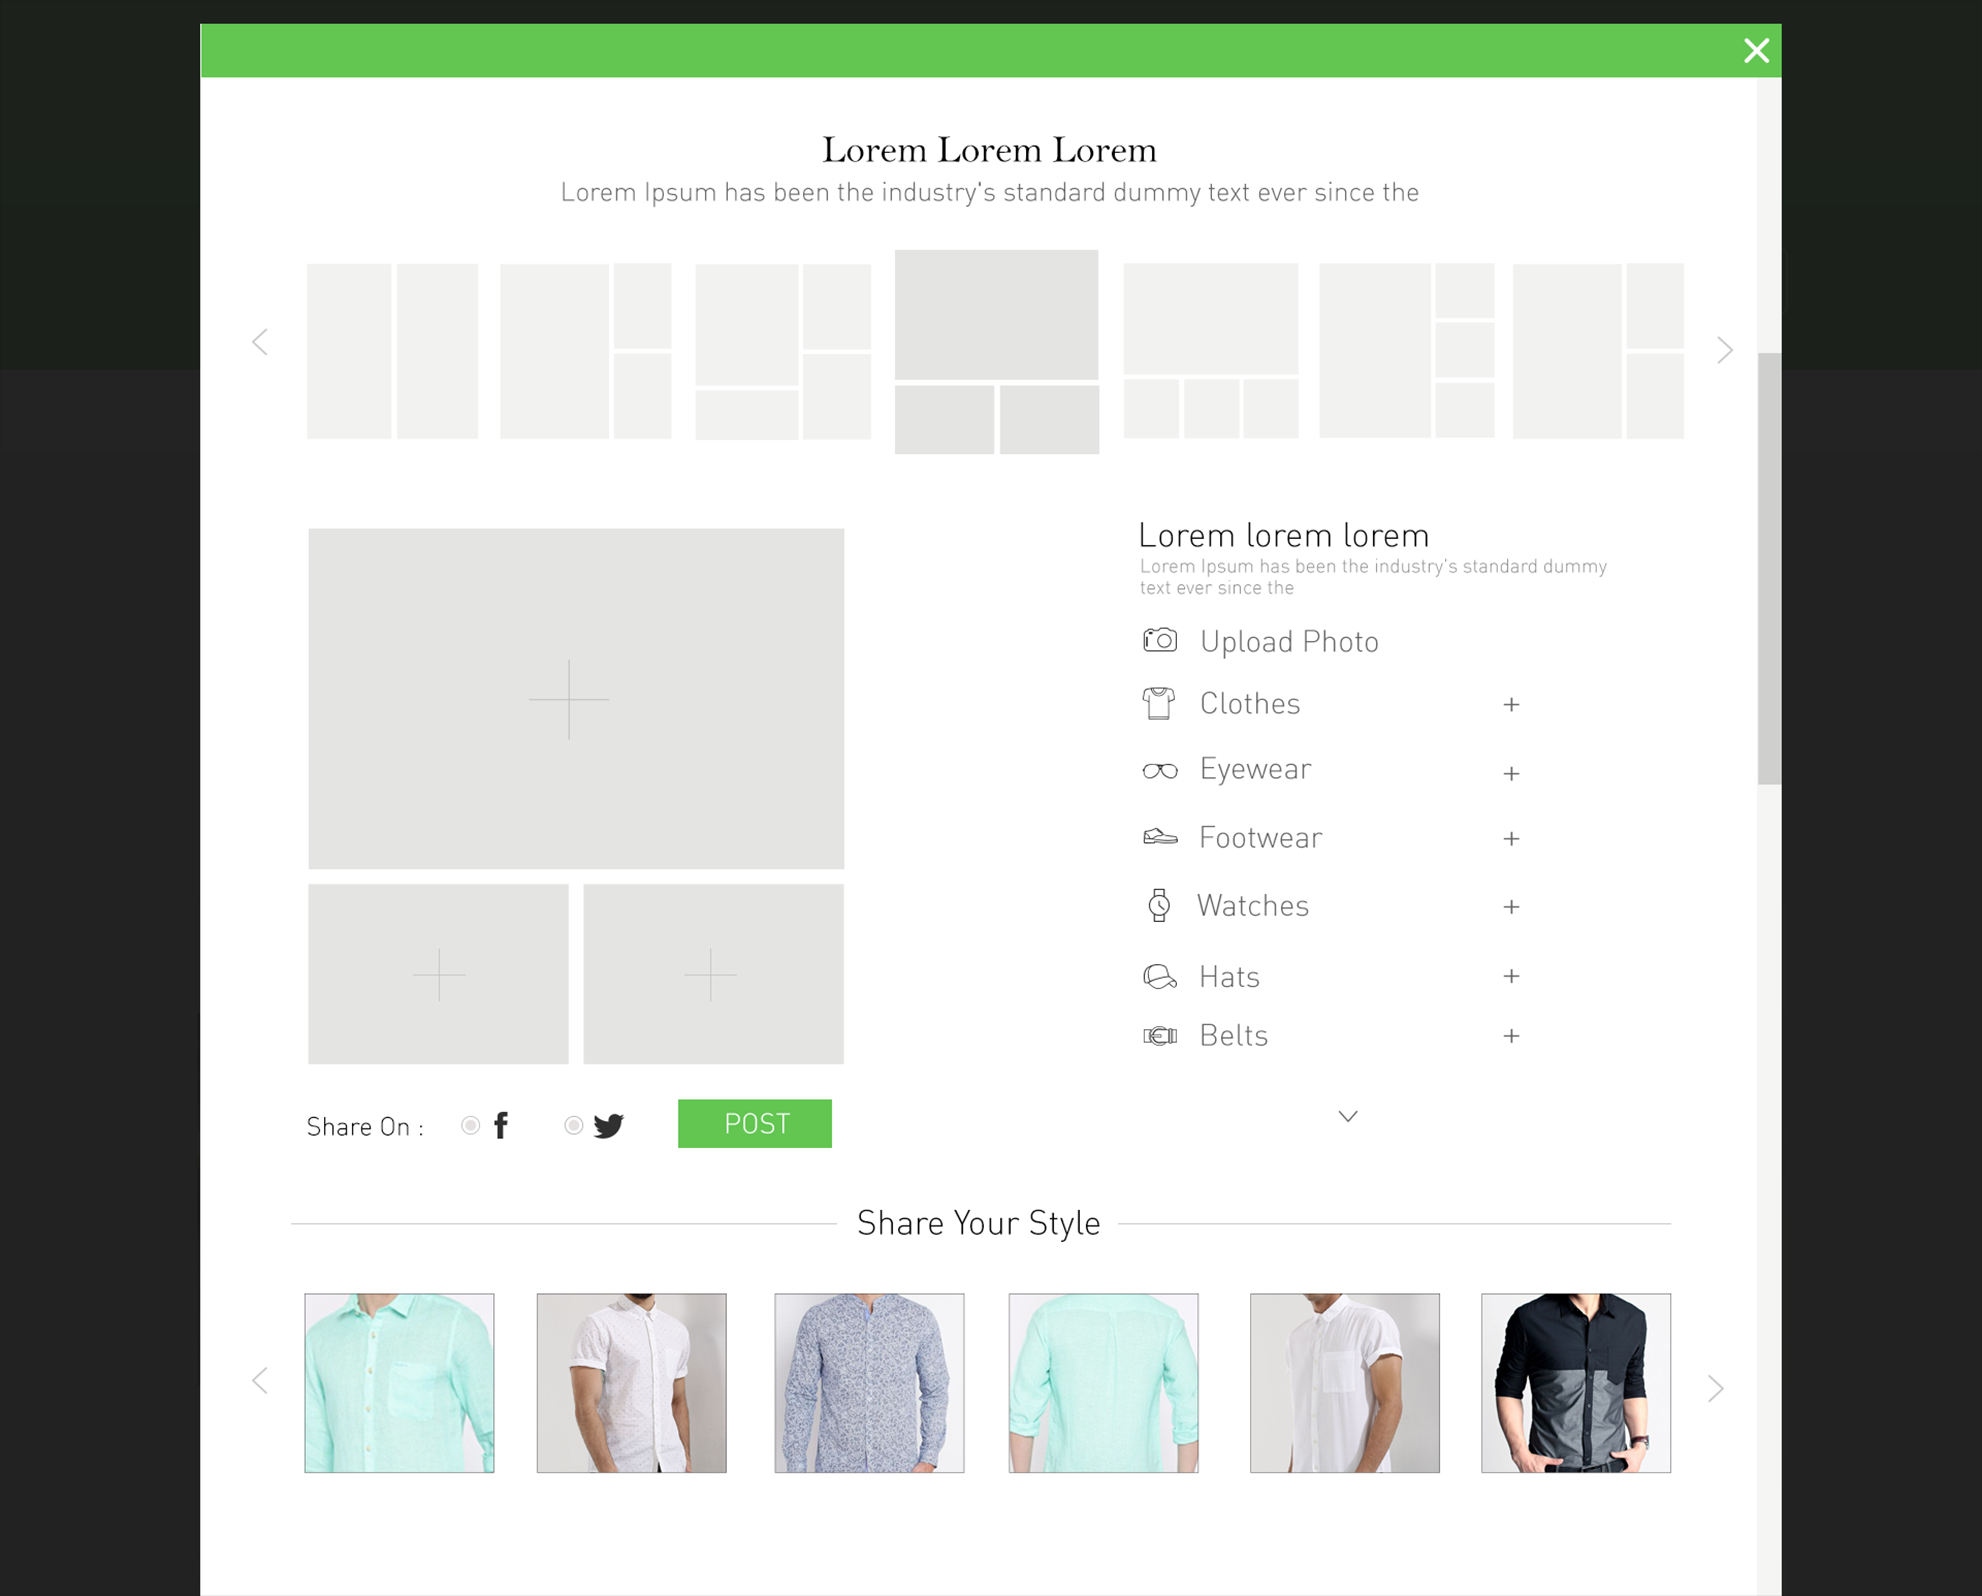 Lorem Lorem Lorem
Lorem Ipsum has been the industry's standard dummy text ever since the
Lorem lorem lorem
Lorem Ipsum has been the industry's standard dummy
text ever since the
Upload Photo
Clothes
Eyewear
Footwear
Watches
Hats
Belts
Share On :
POST
Share Your Style